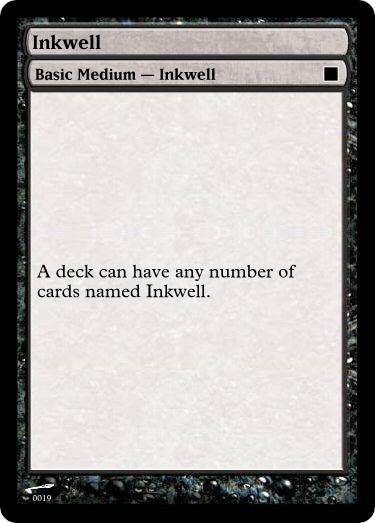 Inkwell
Basic Medium — Inkwell
A deck can have any number of
cards named Inkwell.
0019